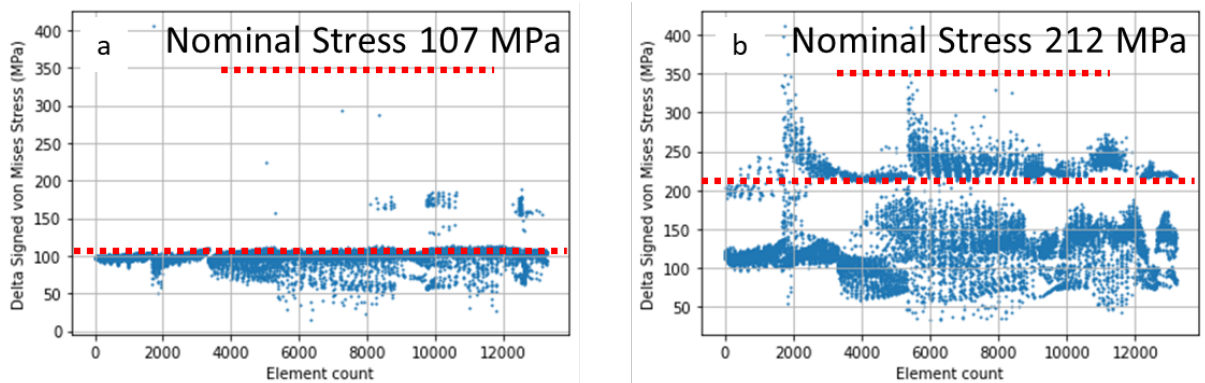 a
Nominal Stress 107 MPa
Delta Signed von Mises Stress (MPa)
400
350
300
250
200
150
100
50
0
0 2000 4000 6000 8000 10000 12000
Element count
b
Nominal Stress 212 MPa
Delta Signed von Mises Stress (MPa)
400
350
300
250
200
150
100
50
0 2000 4000 6000 8000 10000 12000
Element count